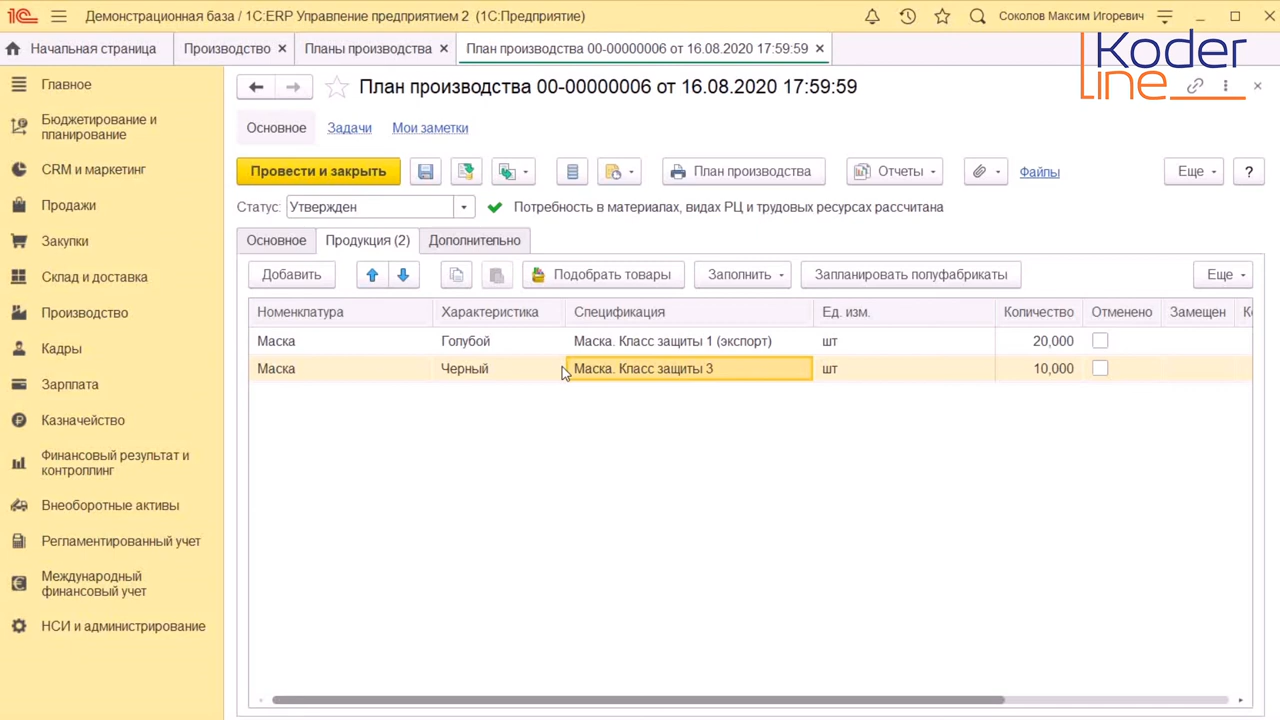 1С Демонстрационная база / 1С:ERP Управление предприятием 2 (1С:Предприятие) Соколов Максим Игоревич
Начальная страница Производство × Планы производства × План производства 00-00000006 от 16.08.2020 17:59:59 ×
Koder
line
Главное
Бюджетирование и
планирование
CRM и маркетинг
Продажи
Закупки
Склад и доставка
Производство
Кадры
Зарплата
Казначейство
Финансовый результат и
контроллинг
Внеоборотные активы
Регламентированный учет
Международный
финансовый учет
НСИ и администрирование
План производства 00-00000006 от 16.08.2020 17:59:59
Основное Задачи Мои заметки
Провести и закрыть План производства Отчеты Файлы Еще ?
Статус: Утвержден Потребность в материалах, видах РЦ и трудовых ресурсах рассчитана
Основное Продукция (2) Дополнительно
Добавить Подобрать товары Заполнить Запланировать полуфабрикаты Еще
Номенклатура Характеристика Спецификация Ед. изм. Количество Отменено Замещен
Маска Голубой Маска. Класс защиты 1 (экспорт) шт 20,000
Маска Черный Маска. Класс защиты 3 шт 10,000